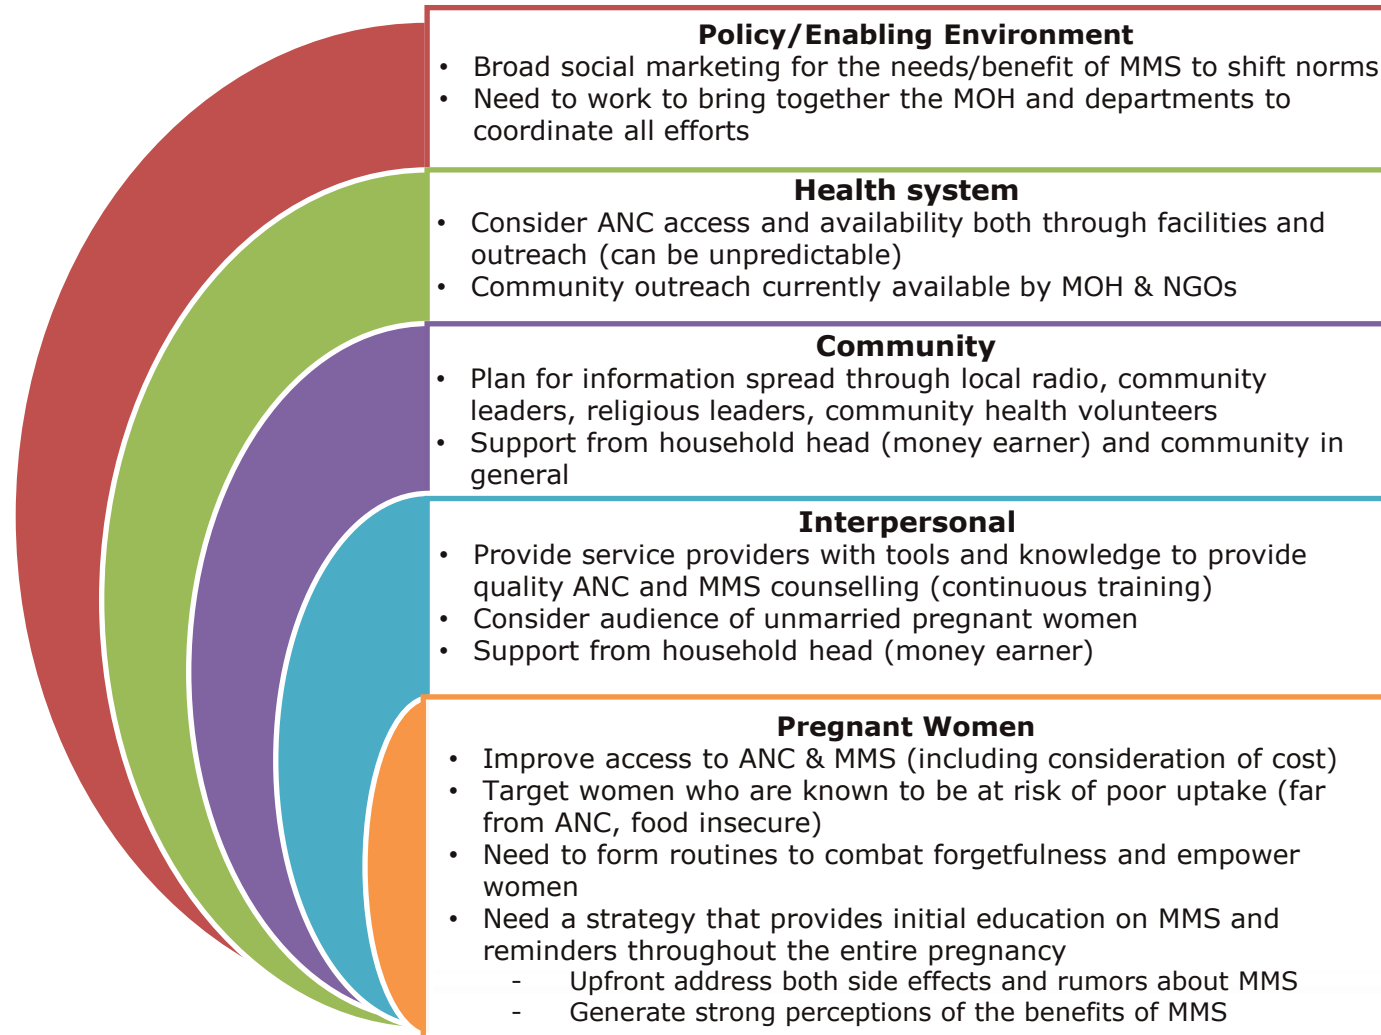 Policy/Enabling Environment
• Broad social marketing for the needs/benefit of MMS to shift norms
• Need to work to bring together the MOH and departments to
coordinate all efforts
Health system
• Consider ANC access and availability both through facilities and
outreach (can be unpredictable)
• Community outreach currently available by MOH & NGOs
Community
• Plan for information spread through local radio, community
leaders, religious leaders, community health volunteers
• Support from household head (money earner) and community in
general
Interpersonal
• Provide service providers with tools and knowledge to provide
quality ANC and MMS counselling (continuous training)
• Consider audience of unmarried pregnant women
• Support from household head (money earner)
Pregnant Women
• Improve access to ANC & MMS (including consideration of cost)
• Target women who are known to be at risk of poor uptake (far
from ANC, food insecure)
• Need to form routines to combat forgetfulness and empower
women
• Need a strategy that provides initial education on MMS and
reminders throughout the entire pregnancy
- Upfront address both side effects and rumors about MMS
- Generate strong perceptions of the benefits of MMS